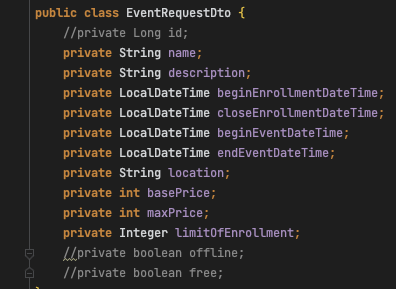 public class EventRequestDto {
//private Long id;
private String name;
private String description;
private LocalDateTime beginEnrollmentDateTime;
private LocalDateTime closeEnrollmentDateTime;
private LocalDateTime beginEventDateTime;
private LocalDateTime endEventDateTime;
private String location;
private int basePrice;
private int maxPrice;
private Integer limitOfEnrollment;
//private boolean offline;
//private boolean free;
}